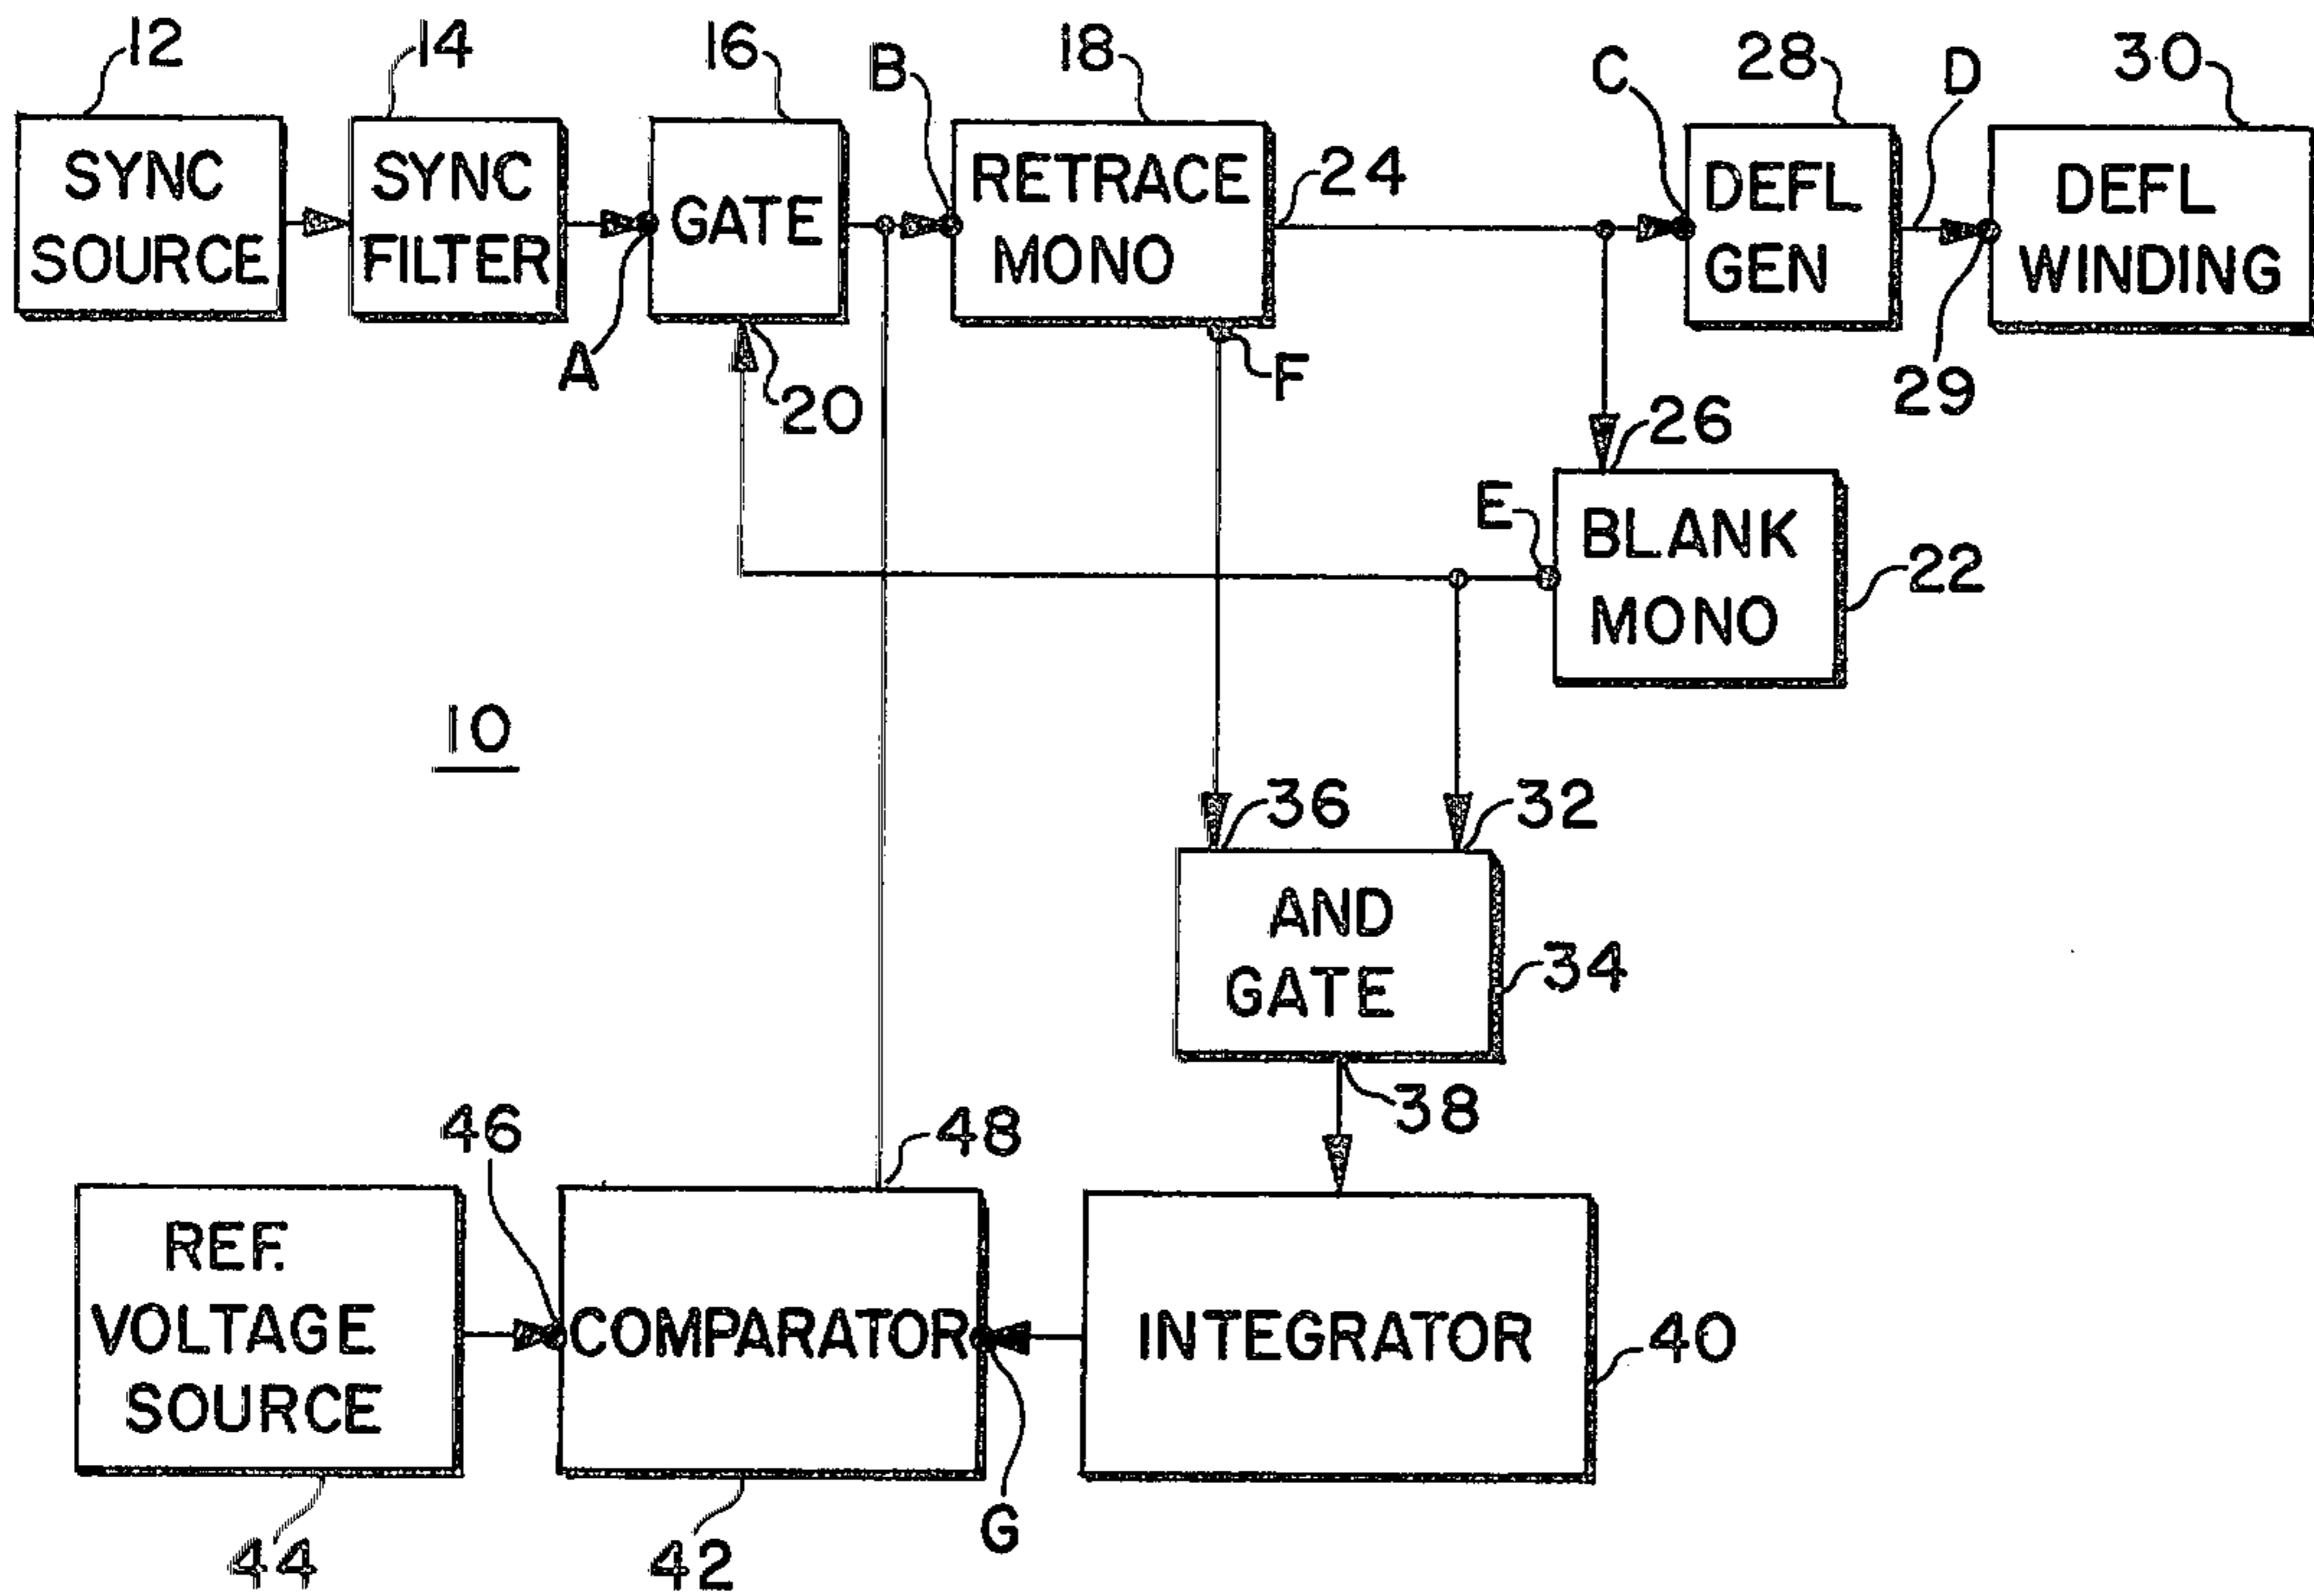 12
14
16
B
18
C
28
D
30
SYNC
SOURCE
SYNC
FILTER
GATE
RETRACE
MONO
24
DEFL
GEN
DEFL
WINDING
A
20
F
29
26
E
BLANK
MONO
22
10
36
32
AND
GATE
34
38
46
48
REF.
VOLTAGE
SOURCE
COMPARATOR
INTEGRATOR
40
44
42
G